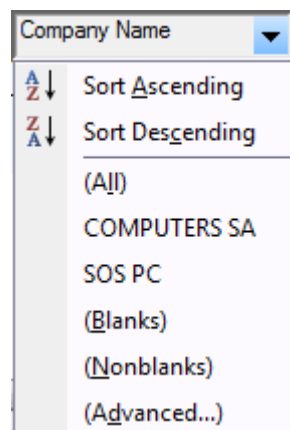 Company Name
Sort Ascending
Sort Descending
(All)
COMPUTERS SA
SOS PC
(Blanks)
(Nonblanks)
(Advanced...)